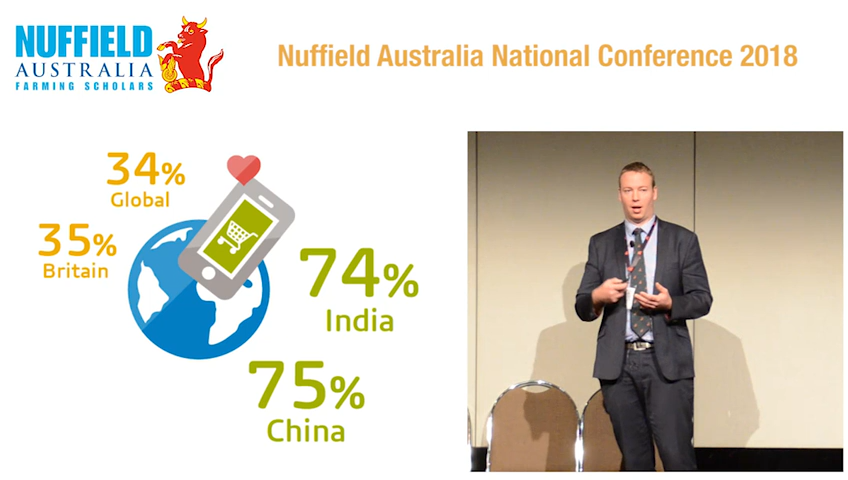 NUFFIELD
AUSTRALIA
FARMING SCHOLARS
Nuffield Australia National Conference 2018
34%
Global
35%
Britain
74%
India
75%
China